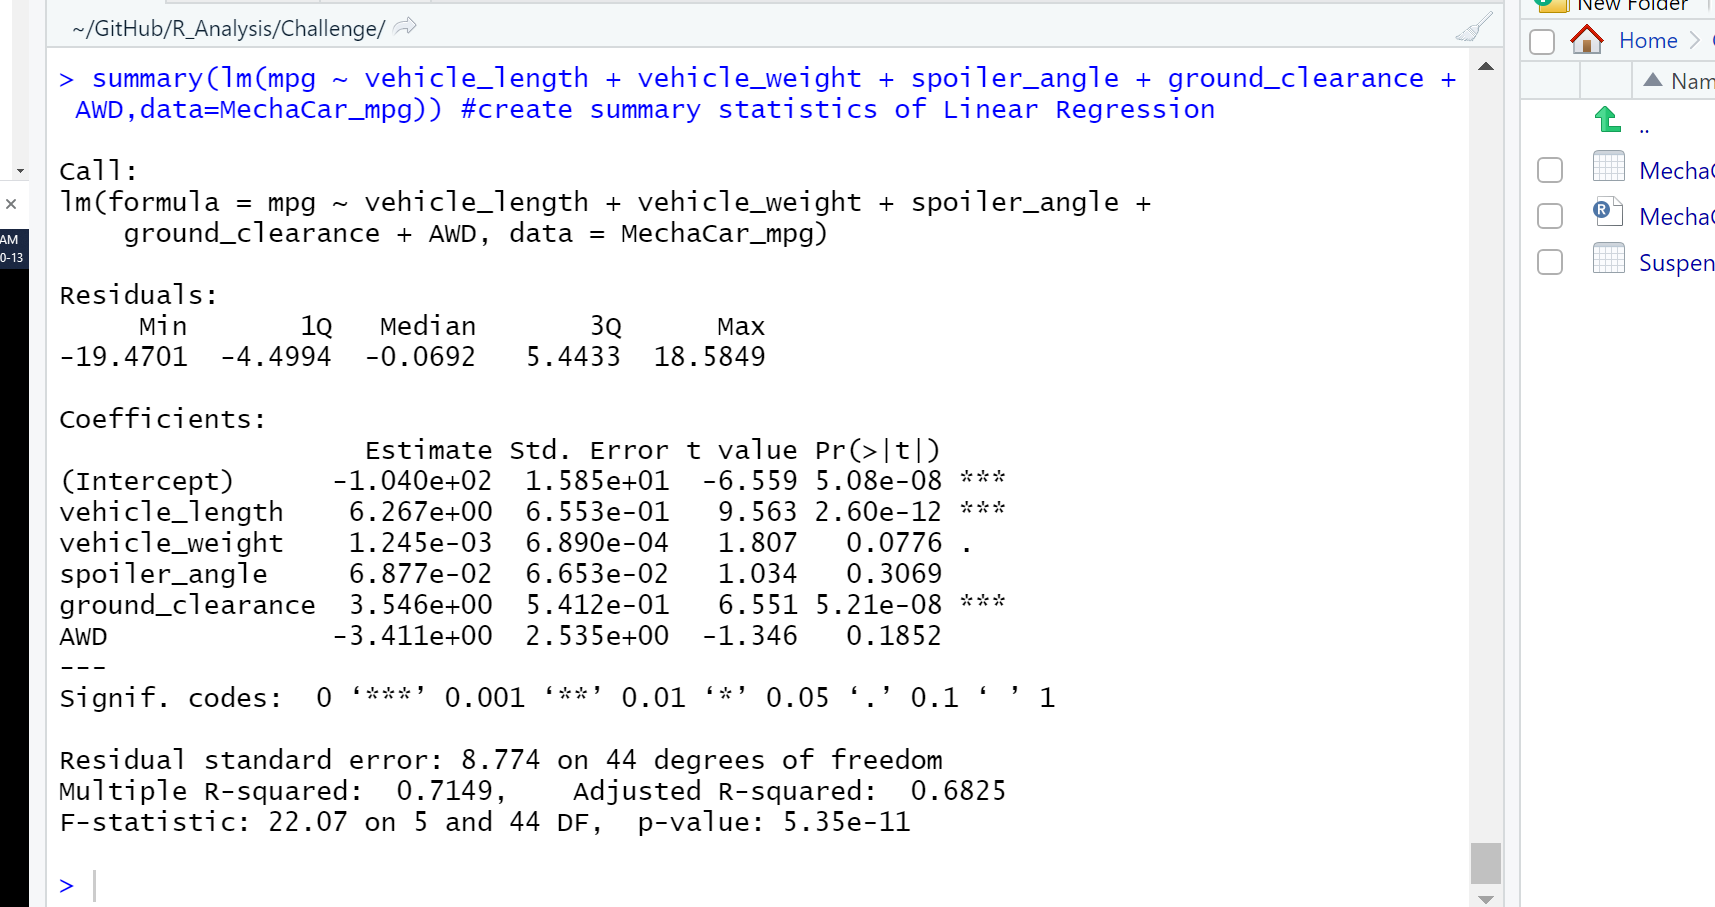 ~/GitHub/R_Analysis/Challenge/
> summary(lm(mpg ~ vehicle_length + vehicle_weight + spoiler_angle + ground_clearance +
AWD,data=MechaCar_mpg)) #create summary statistics of Linear Regression
Call:
lm(formula = mpg ~ vehicle_length + vehicle_weight + spoiler_angle +
ground_clearance + AWD, data = MechaCar_mpg)
Residuals:
Min 1Q Median 3Q Max
-19.4701 -4.4994 -0.0692 5.4433 18.5849
Coefficients:
Estimate Std. Error t value Pr(>|t|)
(Intercept) -1.040e+02 1.585e+01 -6.559 5.08e-08 ***
vehicle_length 6.267e+00 6.553e-01 9.563 2.60e-12 ***
vehicle_weight 1.245e-03 6.890e-04 1.807 0.0776 .
spoiler_angle 6.877e-02 6.653e-02 1.034 0.3069
ground_clearance 3.546e+00 5.412e-01 6.551 5.21e-08 ***
AWD -3.411e+00 2.535e+00 -1.346 0.1852
---
Signif. codes: 0 ‘***’ 0.001 ‘**’ 0.01 ‘*’ 0.05 ‘.’ 0.1 ‘ ’ 1
Residual standard error: 8.774 on 44 degrees of freedom
Multiple R-squared: 0.7149, Adjusted R-squared: 0.6825
F-statistic: 22.07 on 5 and 44 DF, p-value: 5.35e-11
>
AM
0-13
New Folder
Home
Nam
..
Mecha
R Mecha
Suspen